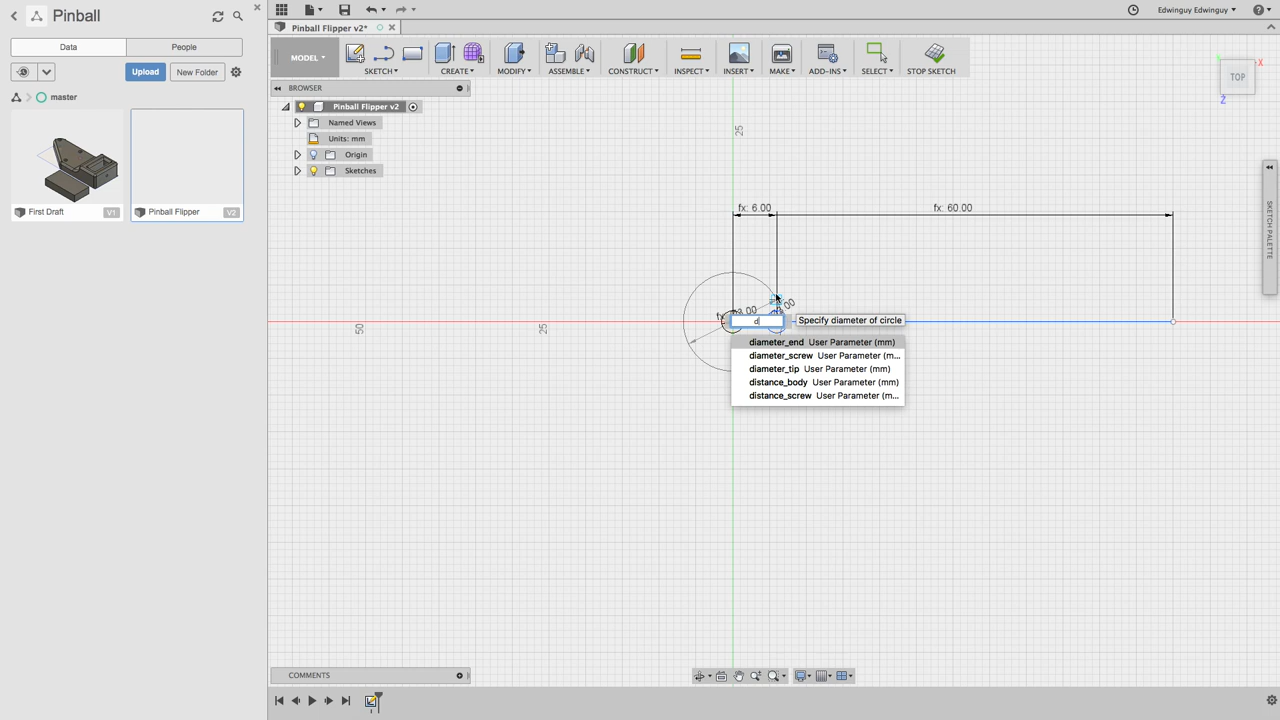 Pinball
Edwinguy Edwinguy
Pinball Flipper v2*
Data
People
MODEL
SKETCH
CREATE
MODIFY
ASSEMBLE
CONSTRUCT
INSPECT
INSERT
MAKE
ADD-INS
SELECT
STOP SKETCH
Upload
New Folder
BROWSER
TOP
X
Z
master
Pinball Flipper v2
Named Views
Units: mm
Origin
Sketches
25
First Draft
V1
Pinball Flipper
V2
fx: 6.00
fx: 60.00
SKETCH PALETTE
d
Specify diameter of circle
50
25
diameter_end User Parameter (mm)
diameter_screw User Parameter (m...
diameter_tip User Parameter (mm)
distance_body User Parameter (mm)
distance_screw User Parameter (m...
COMMENTS